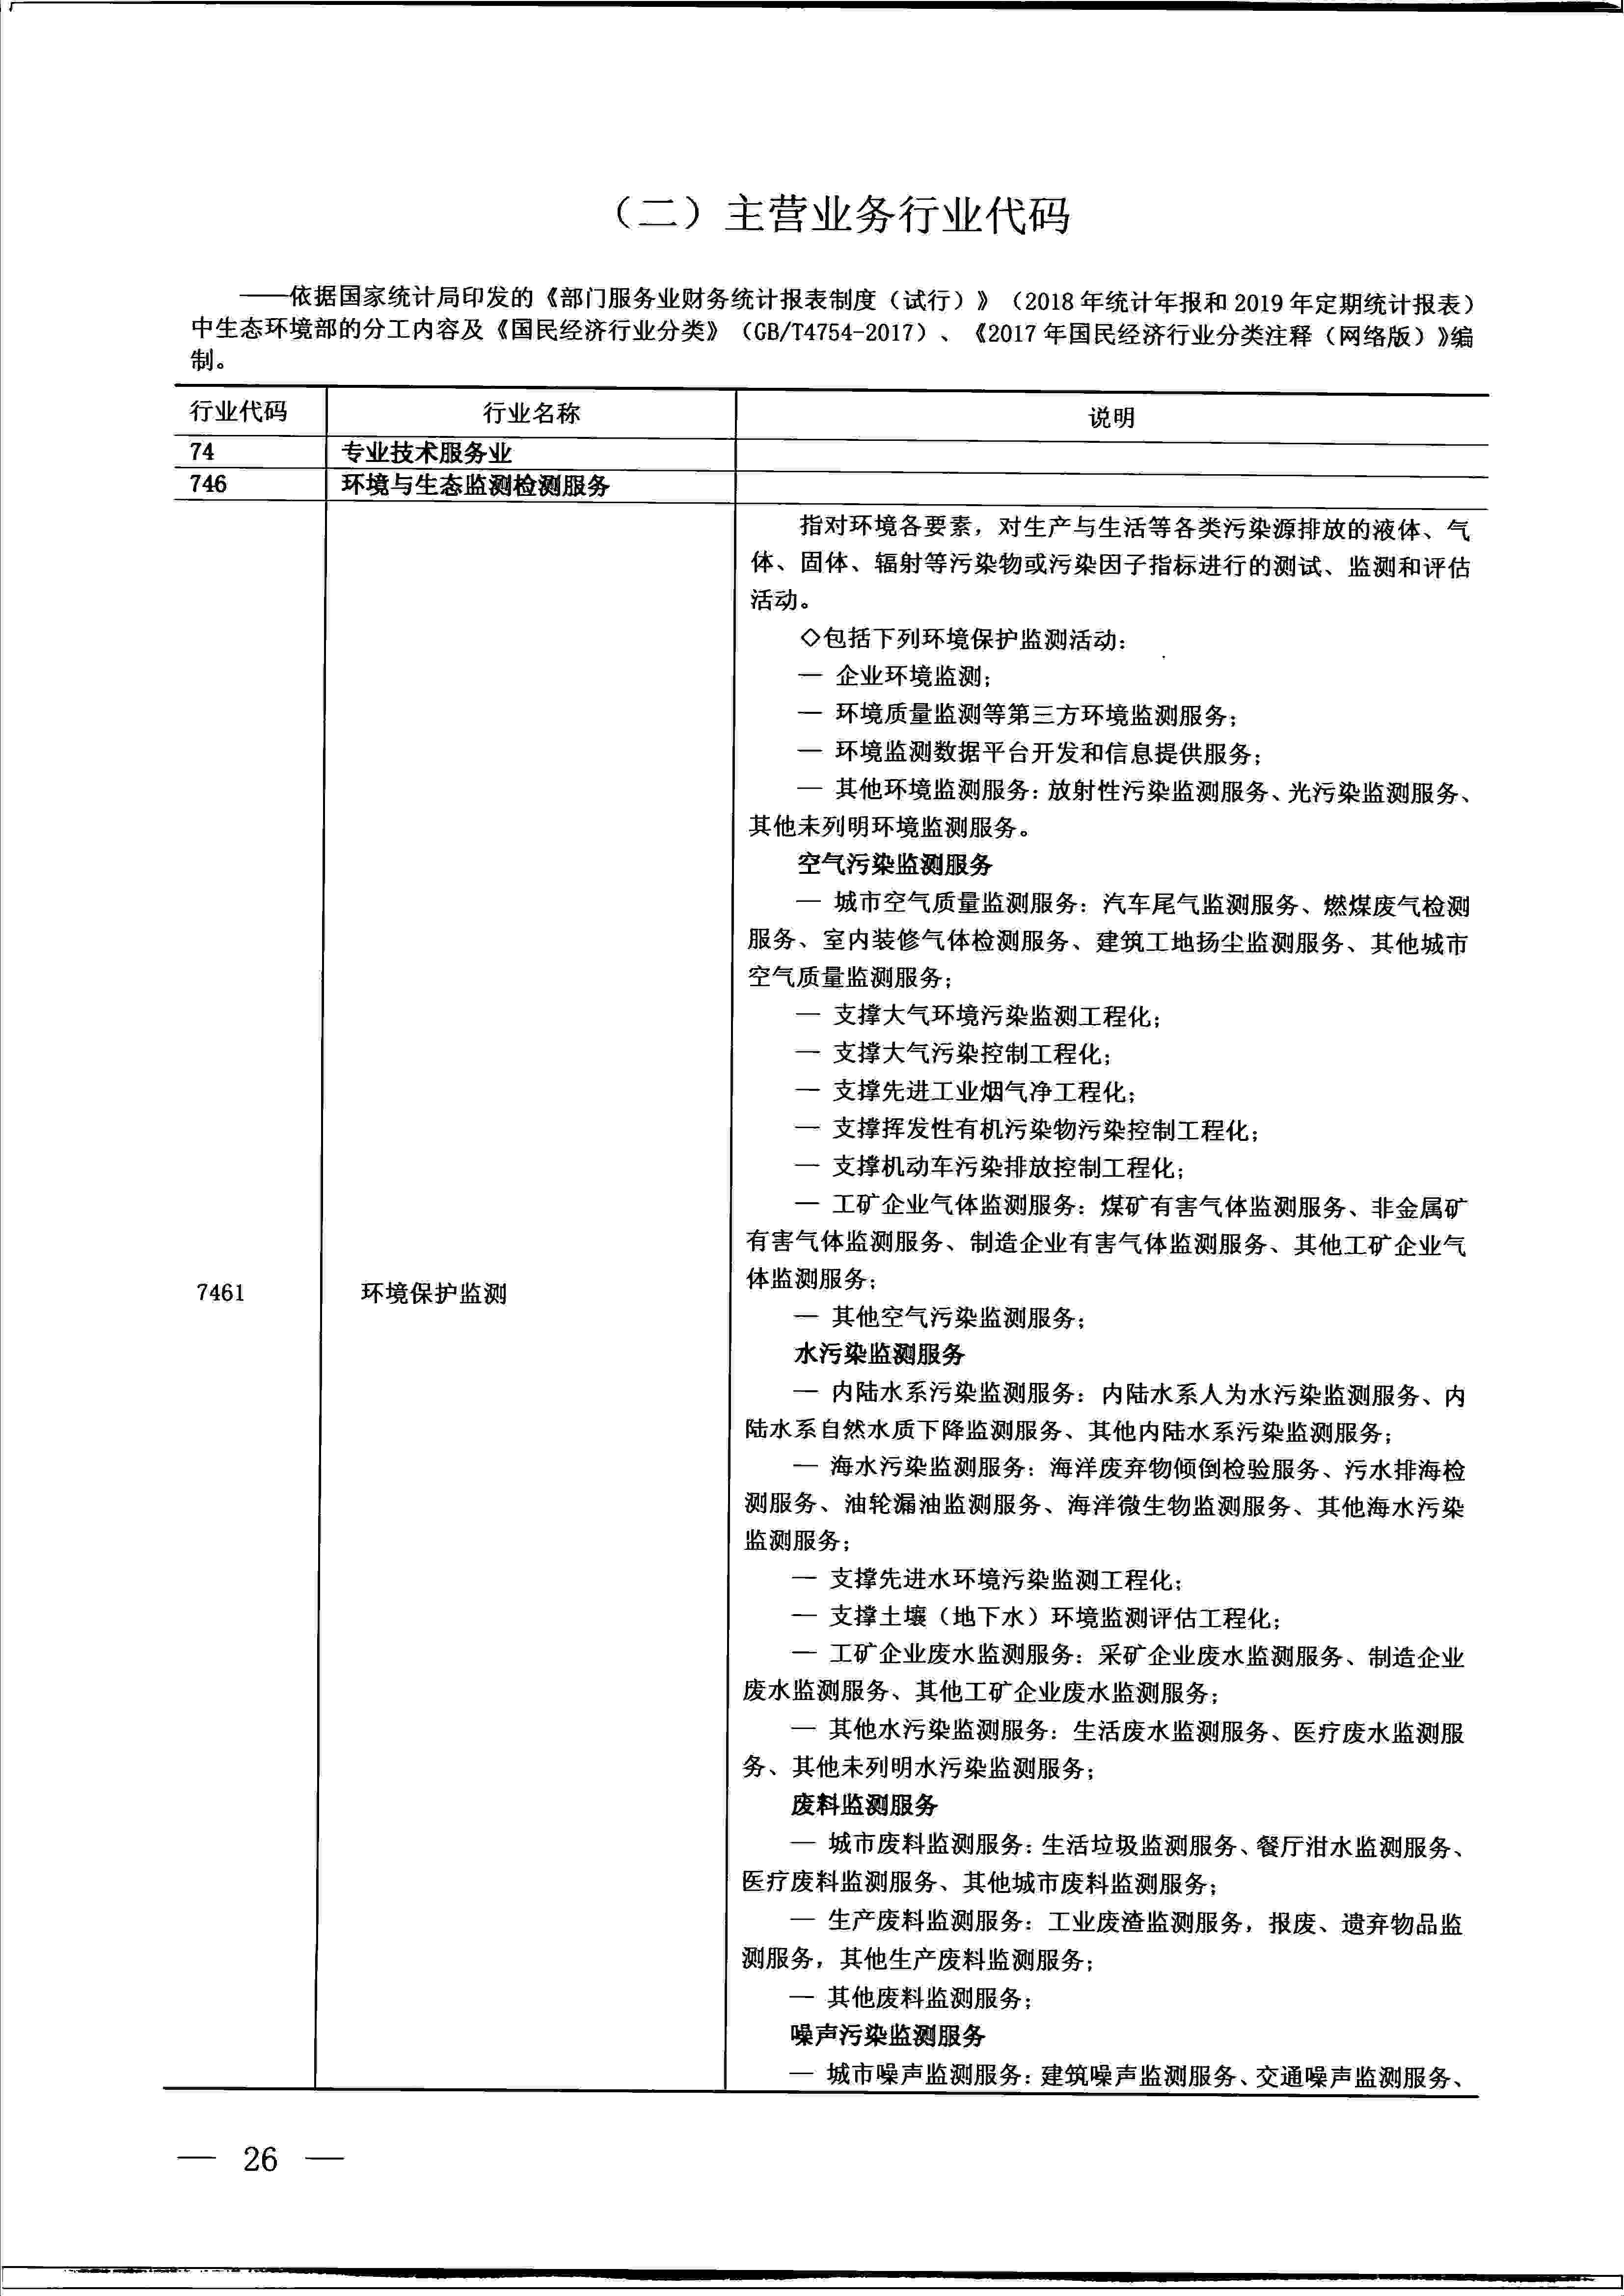 （二）主营业务行业代码
——依据国家统计局印发的《部门服务业财务统计报表制度（试行）》（2018 年统计年报和 2019 年定期统计报表）
中生态环境部的分工内容及《国民经济行业分类》（GB/T4754-2017）、《2017 年国民经济行业分类注释（网络版）》编
制。
行业代码 行业名称 说明
74 专业技术服务业
746 环境与生态监测检测服务
指对环境各要素，对生产与生活等各类污染源排放的液体、气
体、固体、辐射等污染物或污染因子指标进行的测试、监测和评估
活动。
◇包括下列环境保护监测活动：
— 企业环境监测；
— 环境质量监测等第三方环境监测服务；
— 环境监测数据平台开发和信息提供服务；
— 其他环境监测服务：放射性污染监测服务、光污染监测服务、
其他未列明环境监测服务。
空气污染监测服务
— 城市空气质量监测服务：汽车尾气监测服务、燃煤废气检测
服务、室内装修气体检测服务、建筑工地扬尘监测服务、其他城市
空气质量监测服务；
— 支撑大气环境污染监测工程化；
— 支撑大气污染控制工程化；
— 支撑先进工业烟气净工程化；
— 支撑挥发性有机污染物污染控制工程化；
— 支撑机动车污染排放控制工程化；
— 工矿企业气体监测服务：煤矿有害气体监测服务、非金属矿
有害气体监测服务、制造企业有害气体监测服务、其他工矿企业气
体监测服务；
7461 环境保护监测
— 其他空气污染监测服务；
水污染监测服务
— 内陆水系污染监测服务：内陆水系人为水污染监测服务、内
陆水系自然水质下降监测服务、其他内陆水系污染监测服务；
— 海水污染监测服务：海洋废弃物倾倒检验服务、污水排海检
测服务、油轮漏油监测服务、海洋微生物监测服务、其他海水污染
监测服务；
— 支撑先进水环境污染监测工程化；
— 支撑土壤（地下水）环境监测评估工程化；
— 工矿企业废水监测服务：采矿企业废水监测服务、制造企业
废水监测服务、其他工矿企业废水监测服务；
— 其他水污染监测服务：生活废水监测服务、医疗废水监测服
务、其他未列明水污染监测服务；
废料监测服务
— 城市废料监测服务：生活垃圾监测服务、餐厅泔水监测服务、
医疗废料监测服务、其他城市废料监测服务；
— 生产废料监测服务：工业废渣监测服务，报废、遗弃物品监
测服务，其他生产废料监测服务；
— 其他废料监测服务；
噪声污染监测服务
— 城市噪声监测服务：建筑噪声监测服务、交通噪声监测服务、
— 26 —